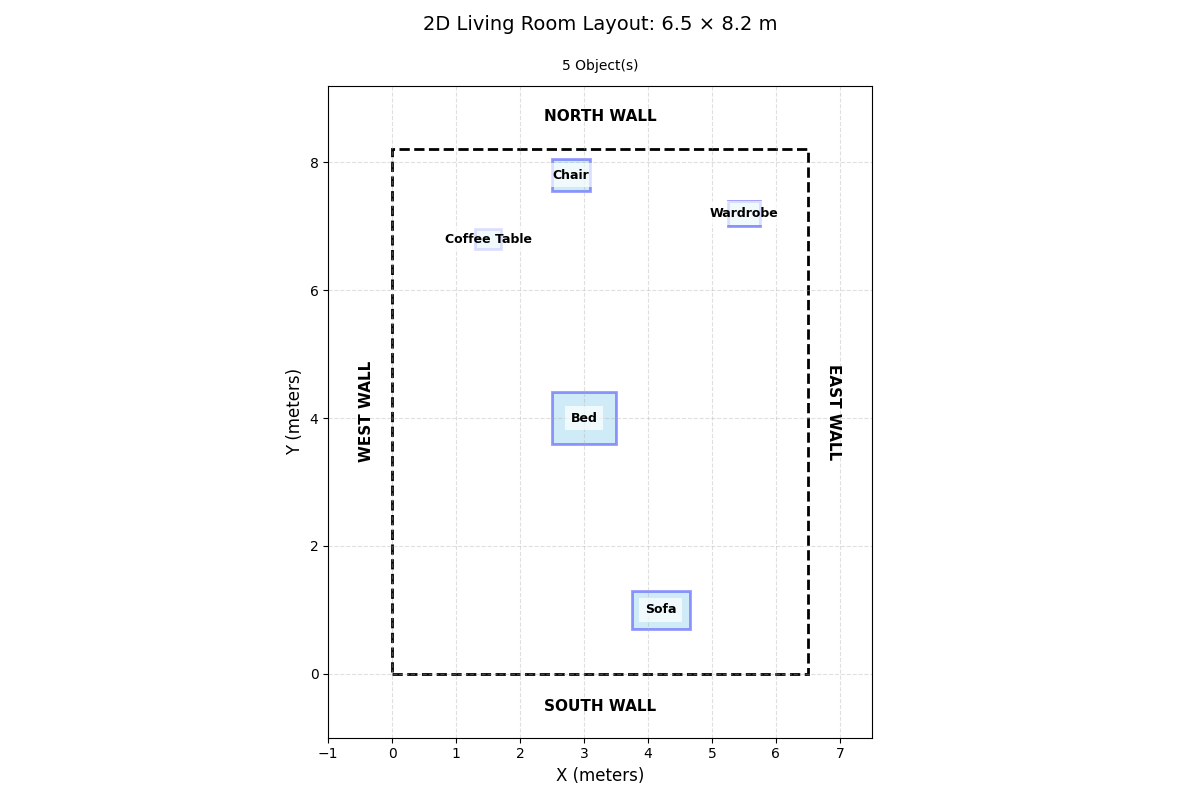 2D Living Room Layout: 6.5 × 8.2 m
5 Object(s)
NORTH WALL
8
Chair
Wardrobe
Coffee Table
6
Y (meters)
WEST WALL
EAST WALL
4
Bed
2
Sofa
0
SOUTH WALL
−1 0 1 2 3 4 5 6 7
X (meters)